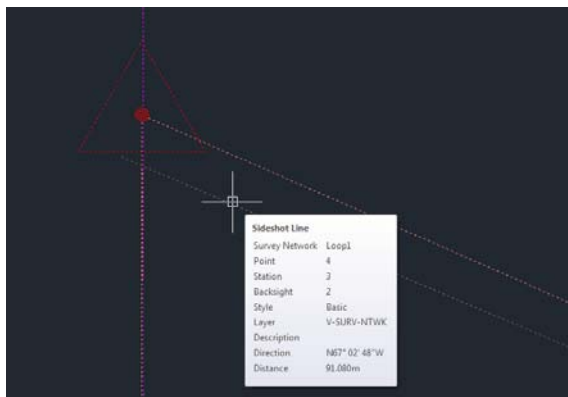 Sideshot Line
Survey Network Loop1
Point 4
Station 3
Backsight 2
Style Basic
Layer V-SURV-NTWK
Description
Direction N67° 02' 48"W
Distance 91.080m